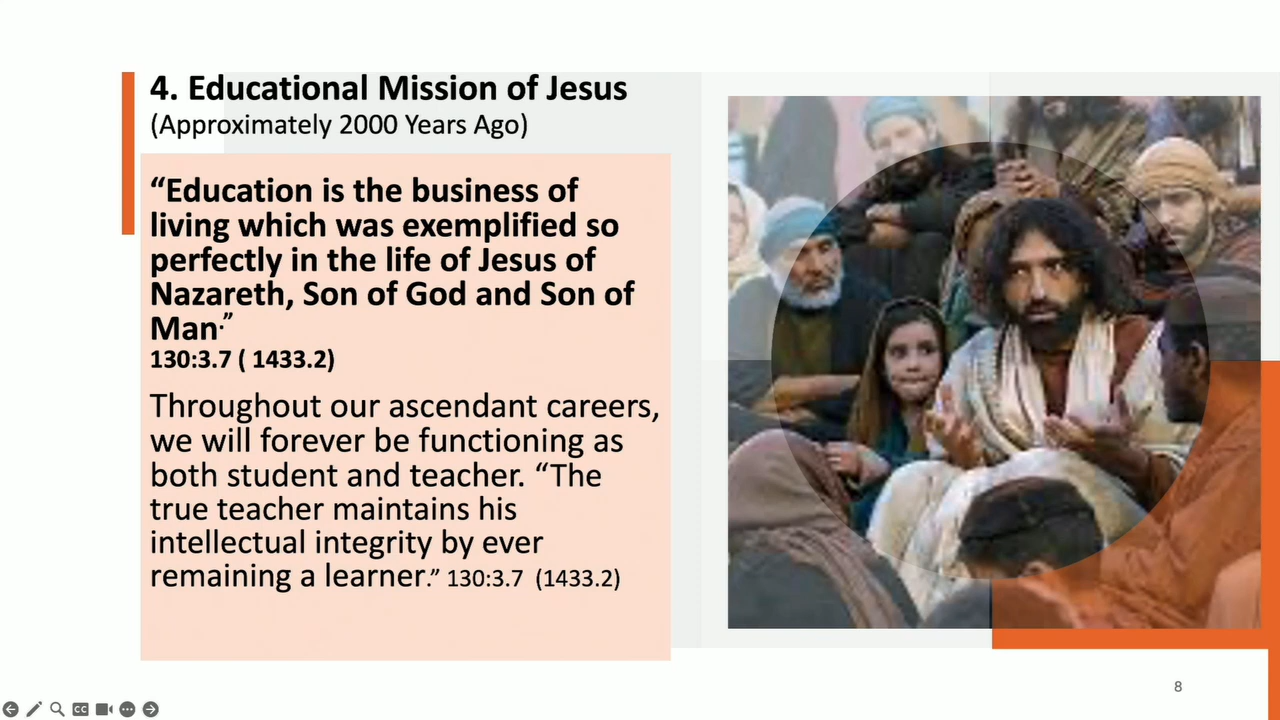 4. Educational Mission of Jesus
(Approximately 2000 Years Ago)
“Education is the business of
living which was exemplified so
perfectly in the life of Jesus of
Nazareth, Son of God and Son of
Man.”
130:3.7 ( 1433.2)
Throughout our ascendant careers,
we will forever be functioning as
both student and teacher. “The
true teacher maintains his
intellectual integrity by ever
remaining a learner.” 130:3.7 (1433.2)
8
CC